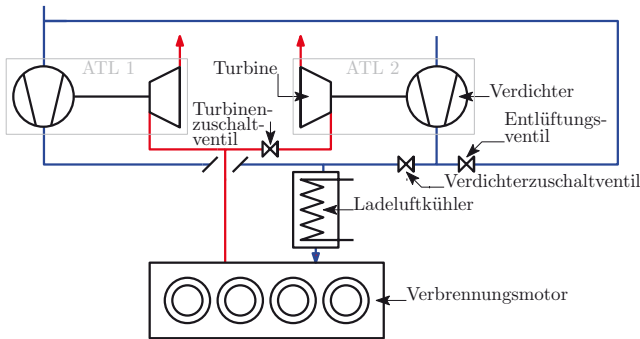 ATL 1
Turbine
ATL 2
Verdichter
Turbinen-
zuschalt-
ventil
Entlüftungs-
ventil
Verdichterzuschaltventil
Ladeluftkühler
Verbrennungsmotor